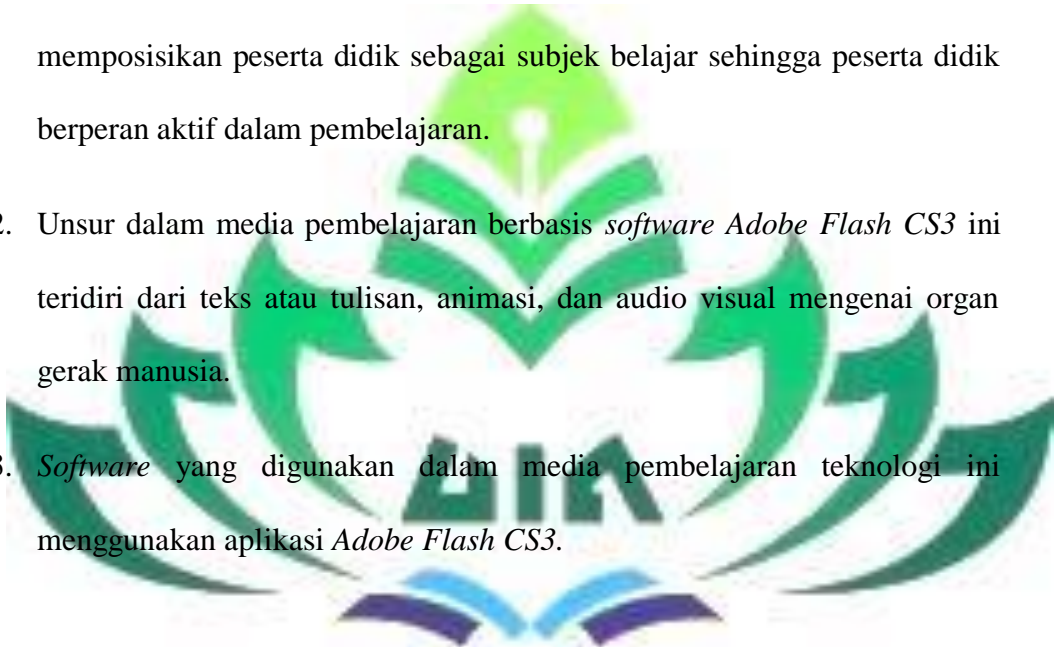 memposisikan peserta didik sebagai subjek belajar sehingga peserta didik
berperan aktif dalam pembelajaran.
2. Unsur dalam media pembelajaran berbasis software Adobe Flash CS3 ini
teridiri dari teks atau tulisan, animasi, dan audio visual mengenai organ
gerak manusia.
3. Software yang digunakan dalam media pembelajaran teknologi ini
menggunakan aplikasi Adobe Flash CS3.